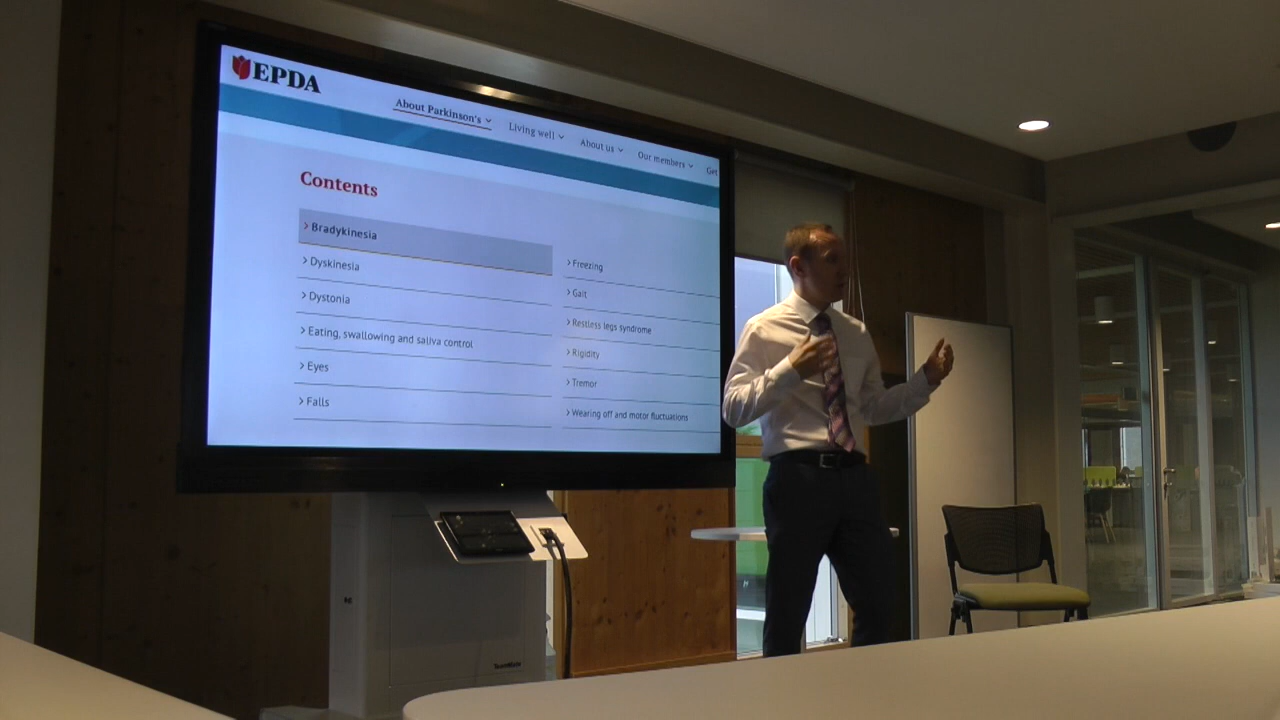 EPDA
About Parkinson's
Living well
About us
Our members
Get
Contents
Bradykinesia
Dyskinesia
Dystonia
Eating, swallowing and saliva control
Eyes
Falls
Freezing
Gait
Restless legs syndrome
Rigidity
Tremor
Wearing off and motor fluctuations